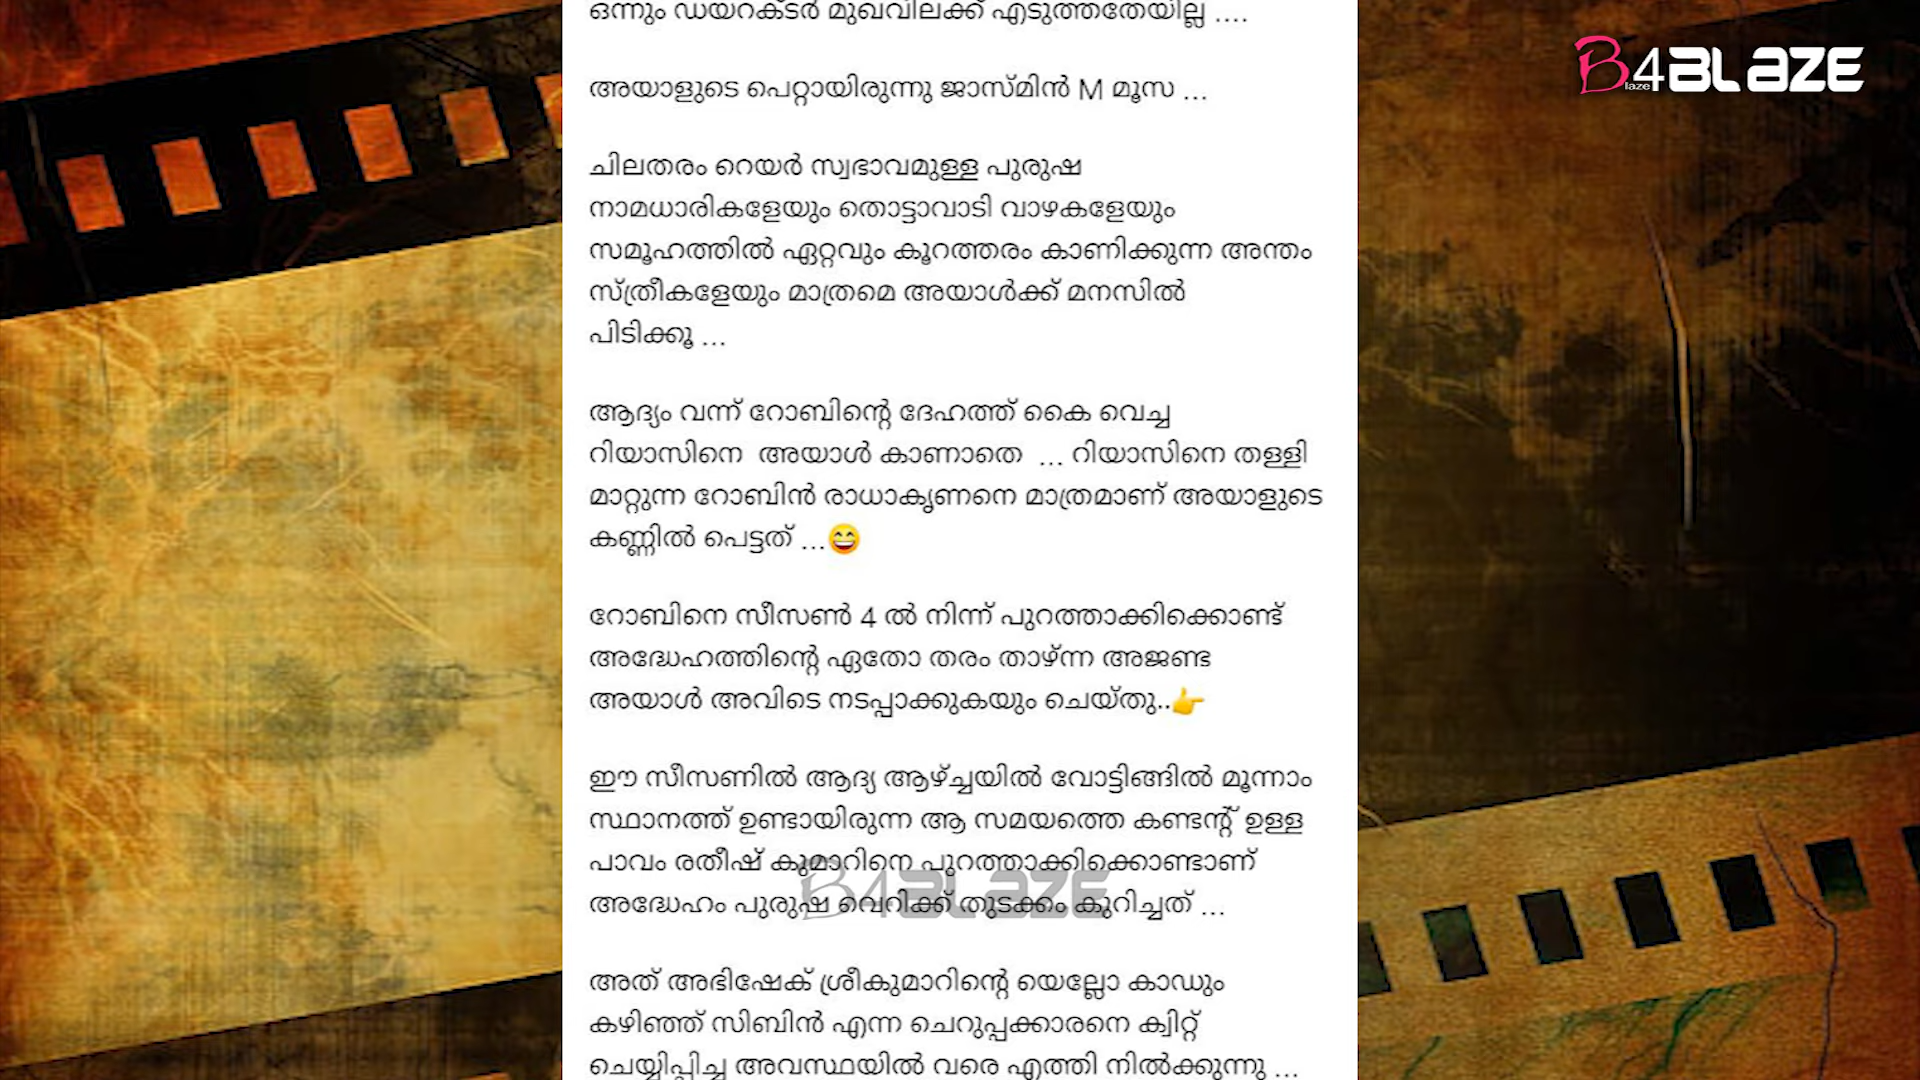 ഒന്നും ഡയറക്ടർ മുഖവിലക്ക് എടുത്തതേയില്ല ....
B4BLAZE
Blaze
അയാളുടെ പെറ്റായിരുന്നു ജാസ്മിൻ M മൂസ ...
ചിലതരം റെയർ സ്വഭാവമുള്ള പുരുഷ
നാമധാരികളേയും തൊട്ടാവാടി വാഴകളേയും
സമൂഹത്തിൽ ഏറ്റവും കൂറത്തരം കാണിക്കുന്ന അന്തം
സ്ത്രീകളേയും മാത്രമെ അയാൾക്ക് മനസിൽ
പിടിക്കൂ ...
ആദ്യം വന്ന് റോബിന്റെ ദേഹത്ത് കൈ വെച്ച
റിയാസിനെ  അയാൾ കാണാതെ  ... റിയാസിനെ തള്ളി
മാറ്റുന്ന റോബിൻ രാധാകൃണനെ മാത്രമാണ് അയാളുടെ
കണ്ണിൽ പെട്ടത് ...😄
റോബിനെ സീസൺ 4 ൽ നിന്ന് പുറത്താക്കിക്കൊണ്ട്
അദ്ധേഹത്തിന്റെ ഏതോ തരം താഴ്ന്ന അജണ്ട
അയാൾ അവിടെ നടപ്പാക്കുകയും ചെയ്തു..👉
ഈ സീസണിൽ ആദ്യ ആഴ്ച്ചയിൽ വോട്ടിങ്ങിൽ മൂന്നാം
സ്ഥാനത്ത് ഉണ്ടായിരുന്ന ആ സമയത്തെ കണ്ടന്റ് ഉള്ള
പാവം രതീഷ് കുമാറിനെ പുറത്താക്കിക്കൊണ്ടാണ്
അദ്ധേഹം പുരുഷ വെറിക്ക് തുടക്കം കുറിച്ചത് ...
B4BLAZE
അത് അഭിഷേക് ശ്രീകുമാറിന്റെ യെല്ലോ കാഡും
കഴിഞ്ഞ് സിബിൻ എന്ന ചെറുപ്പക്കാരനെ ക്വിറ്റ്
ചെയ്യിപ്പിച്ച അവസ്ഥയിൽ വരെ എത്തി നിൽക്കുന്നു ...